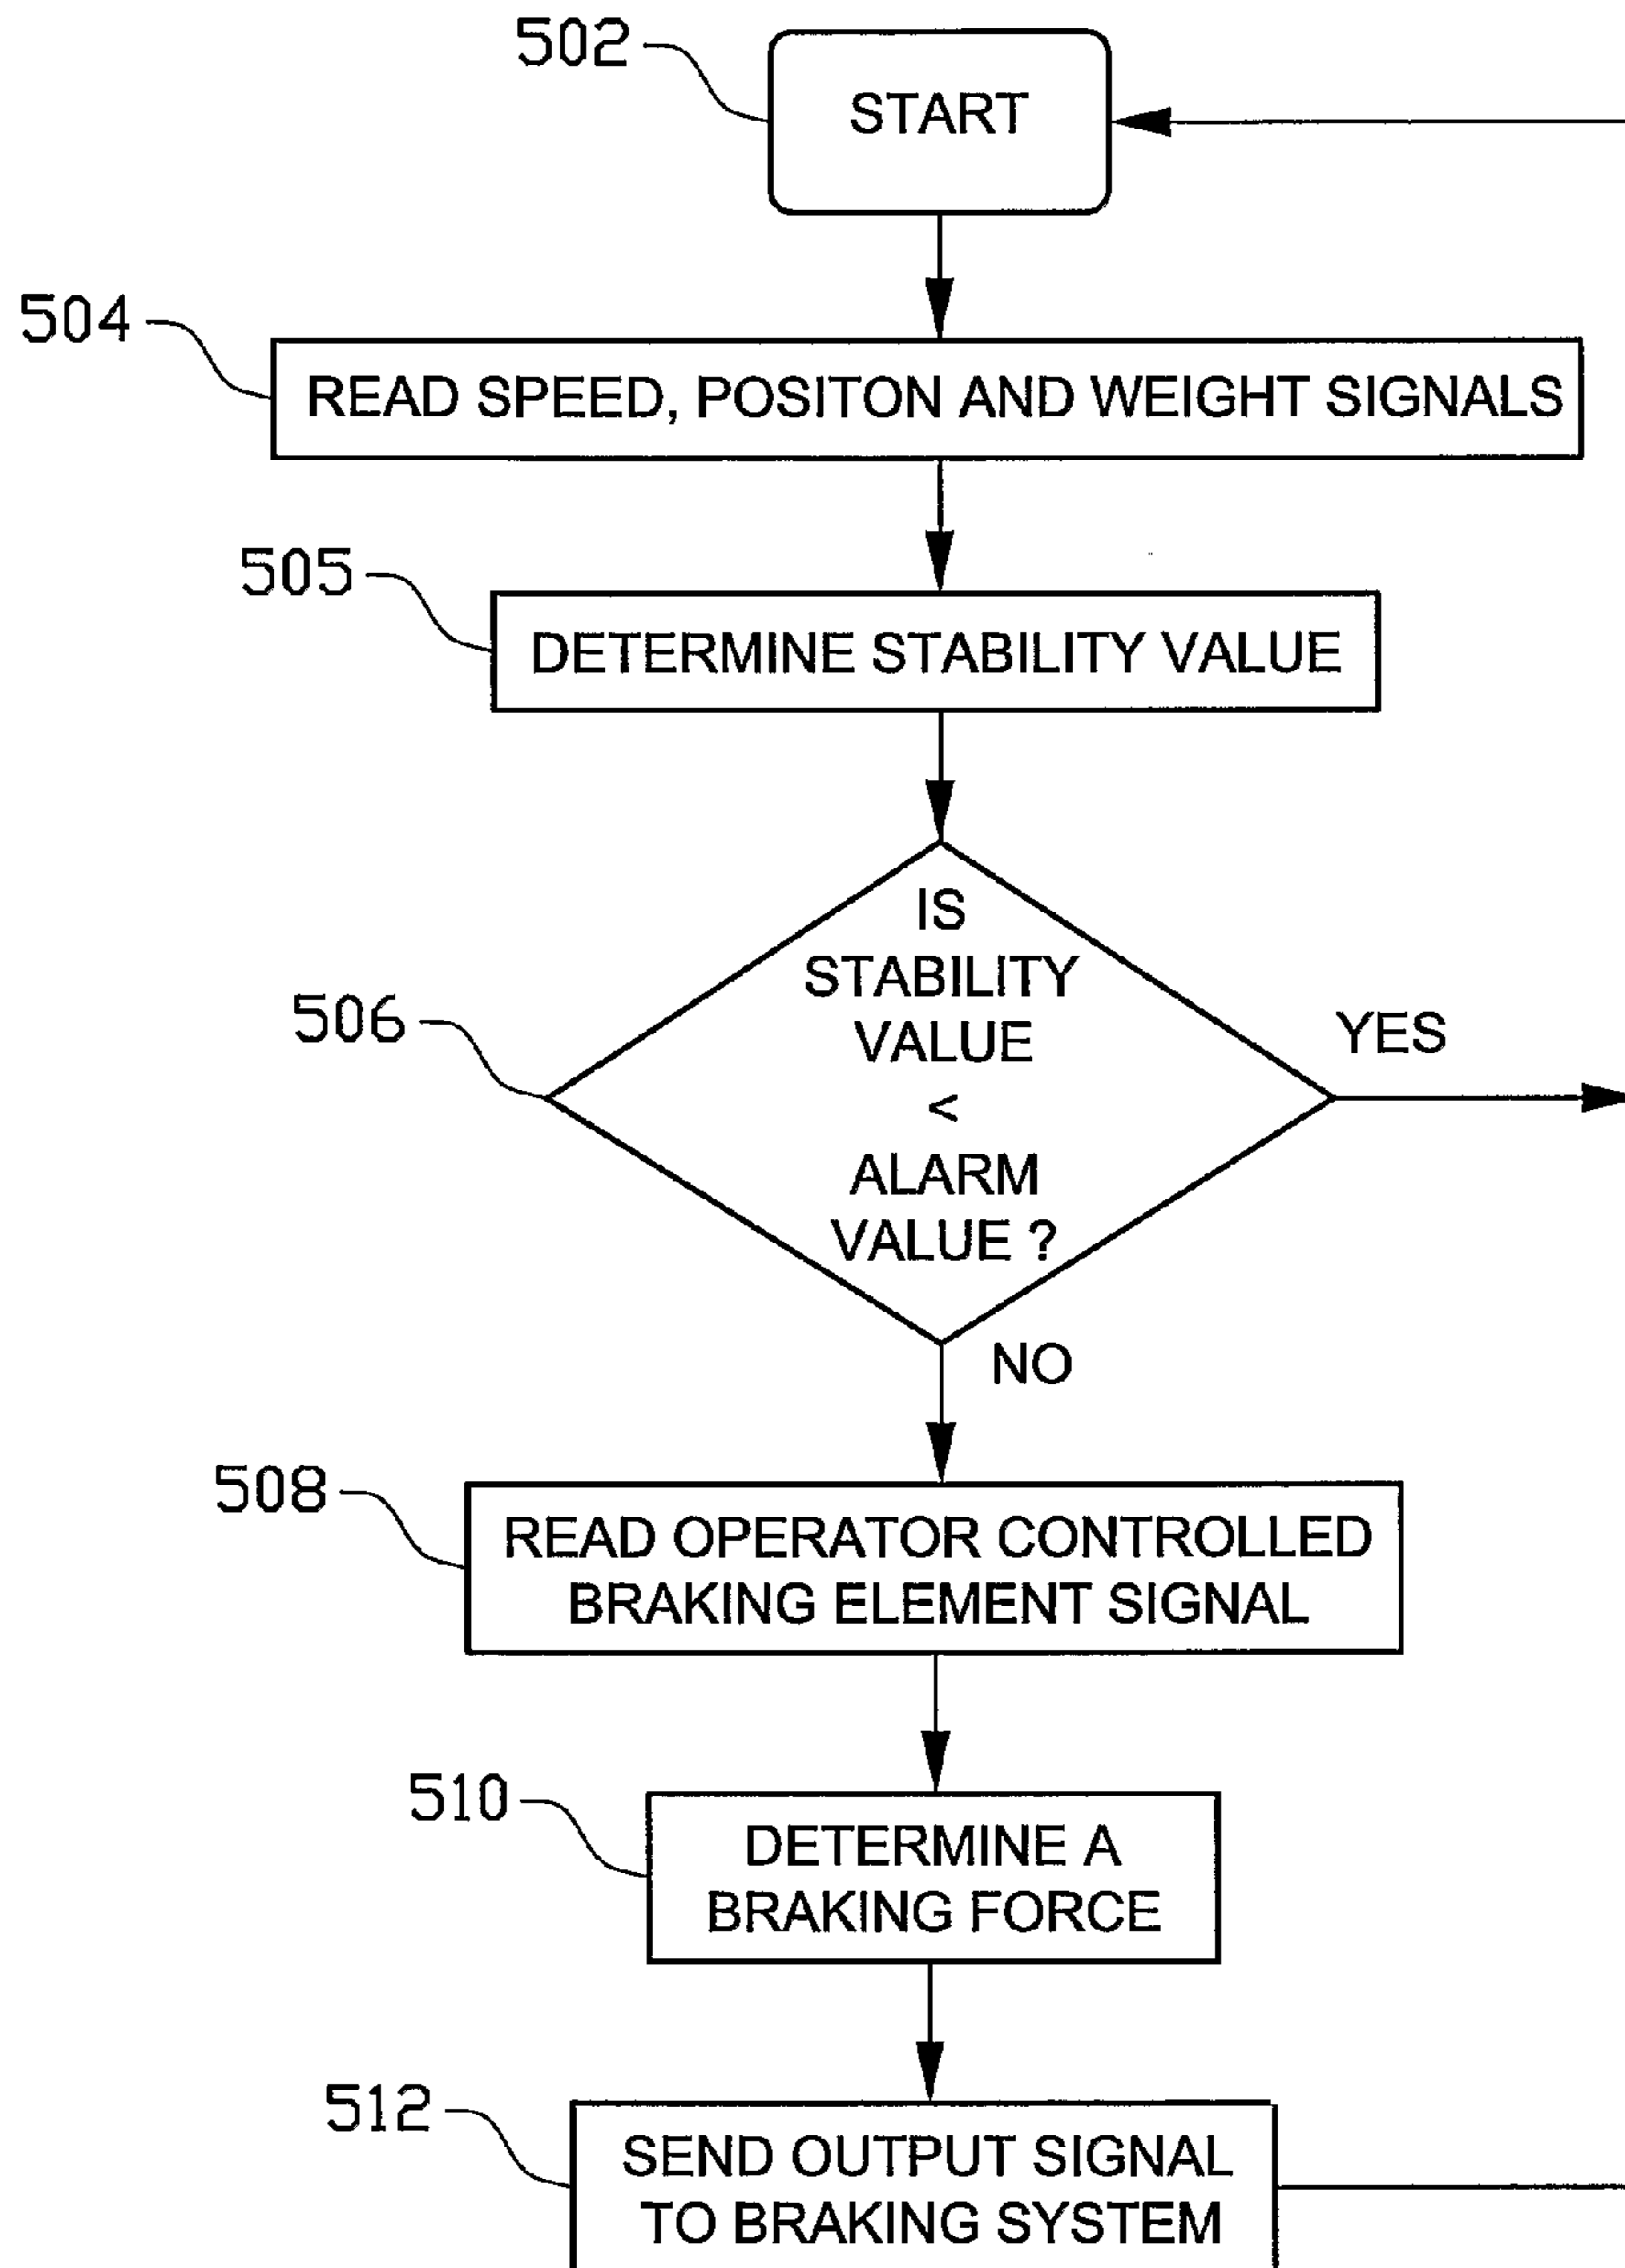 502
START
504
READ SPEED, POSITON AND WEIGHT SIGNALS
505
DETERMINE STABILITY VALUE
506
IS
STABILITY
VALUE
<
ALARM
VALUE ?
YES
NO
508
READ OPERATOR CONTROLLED
BRAKING ELEMENT SIGNAL
510
DETERMINE A
BRAKING FORCE
512
SEND OUTPUT SIGNAL
TO BRAKING SYSTEM